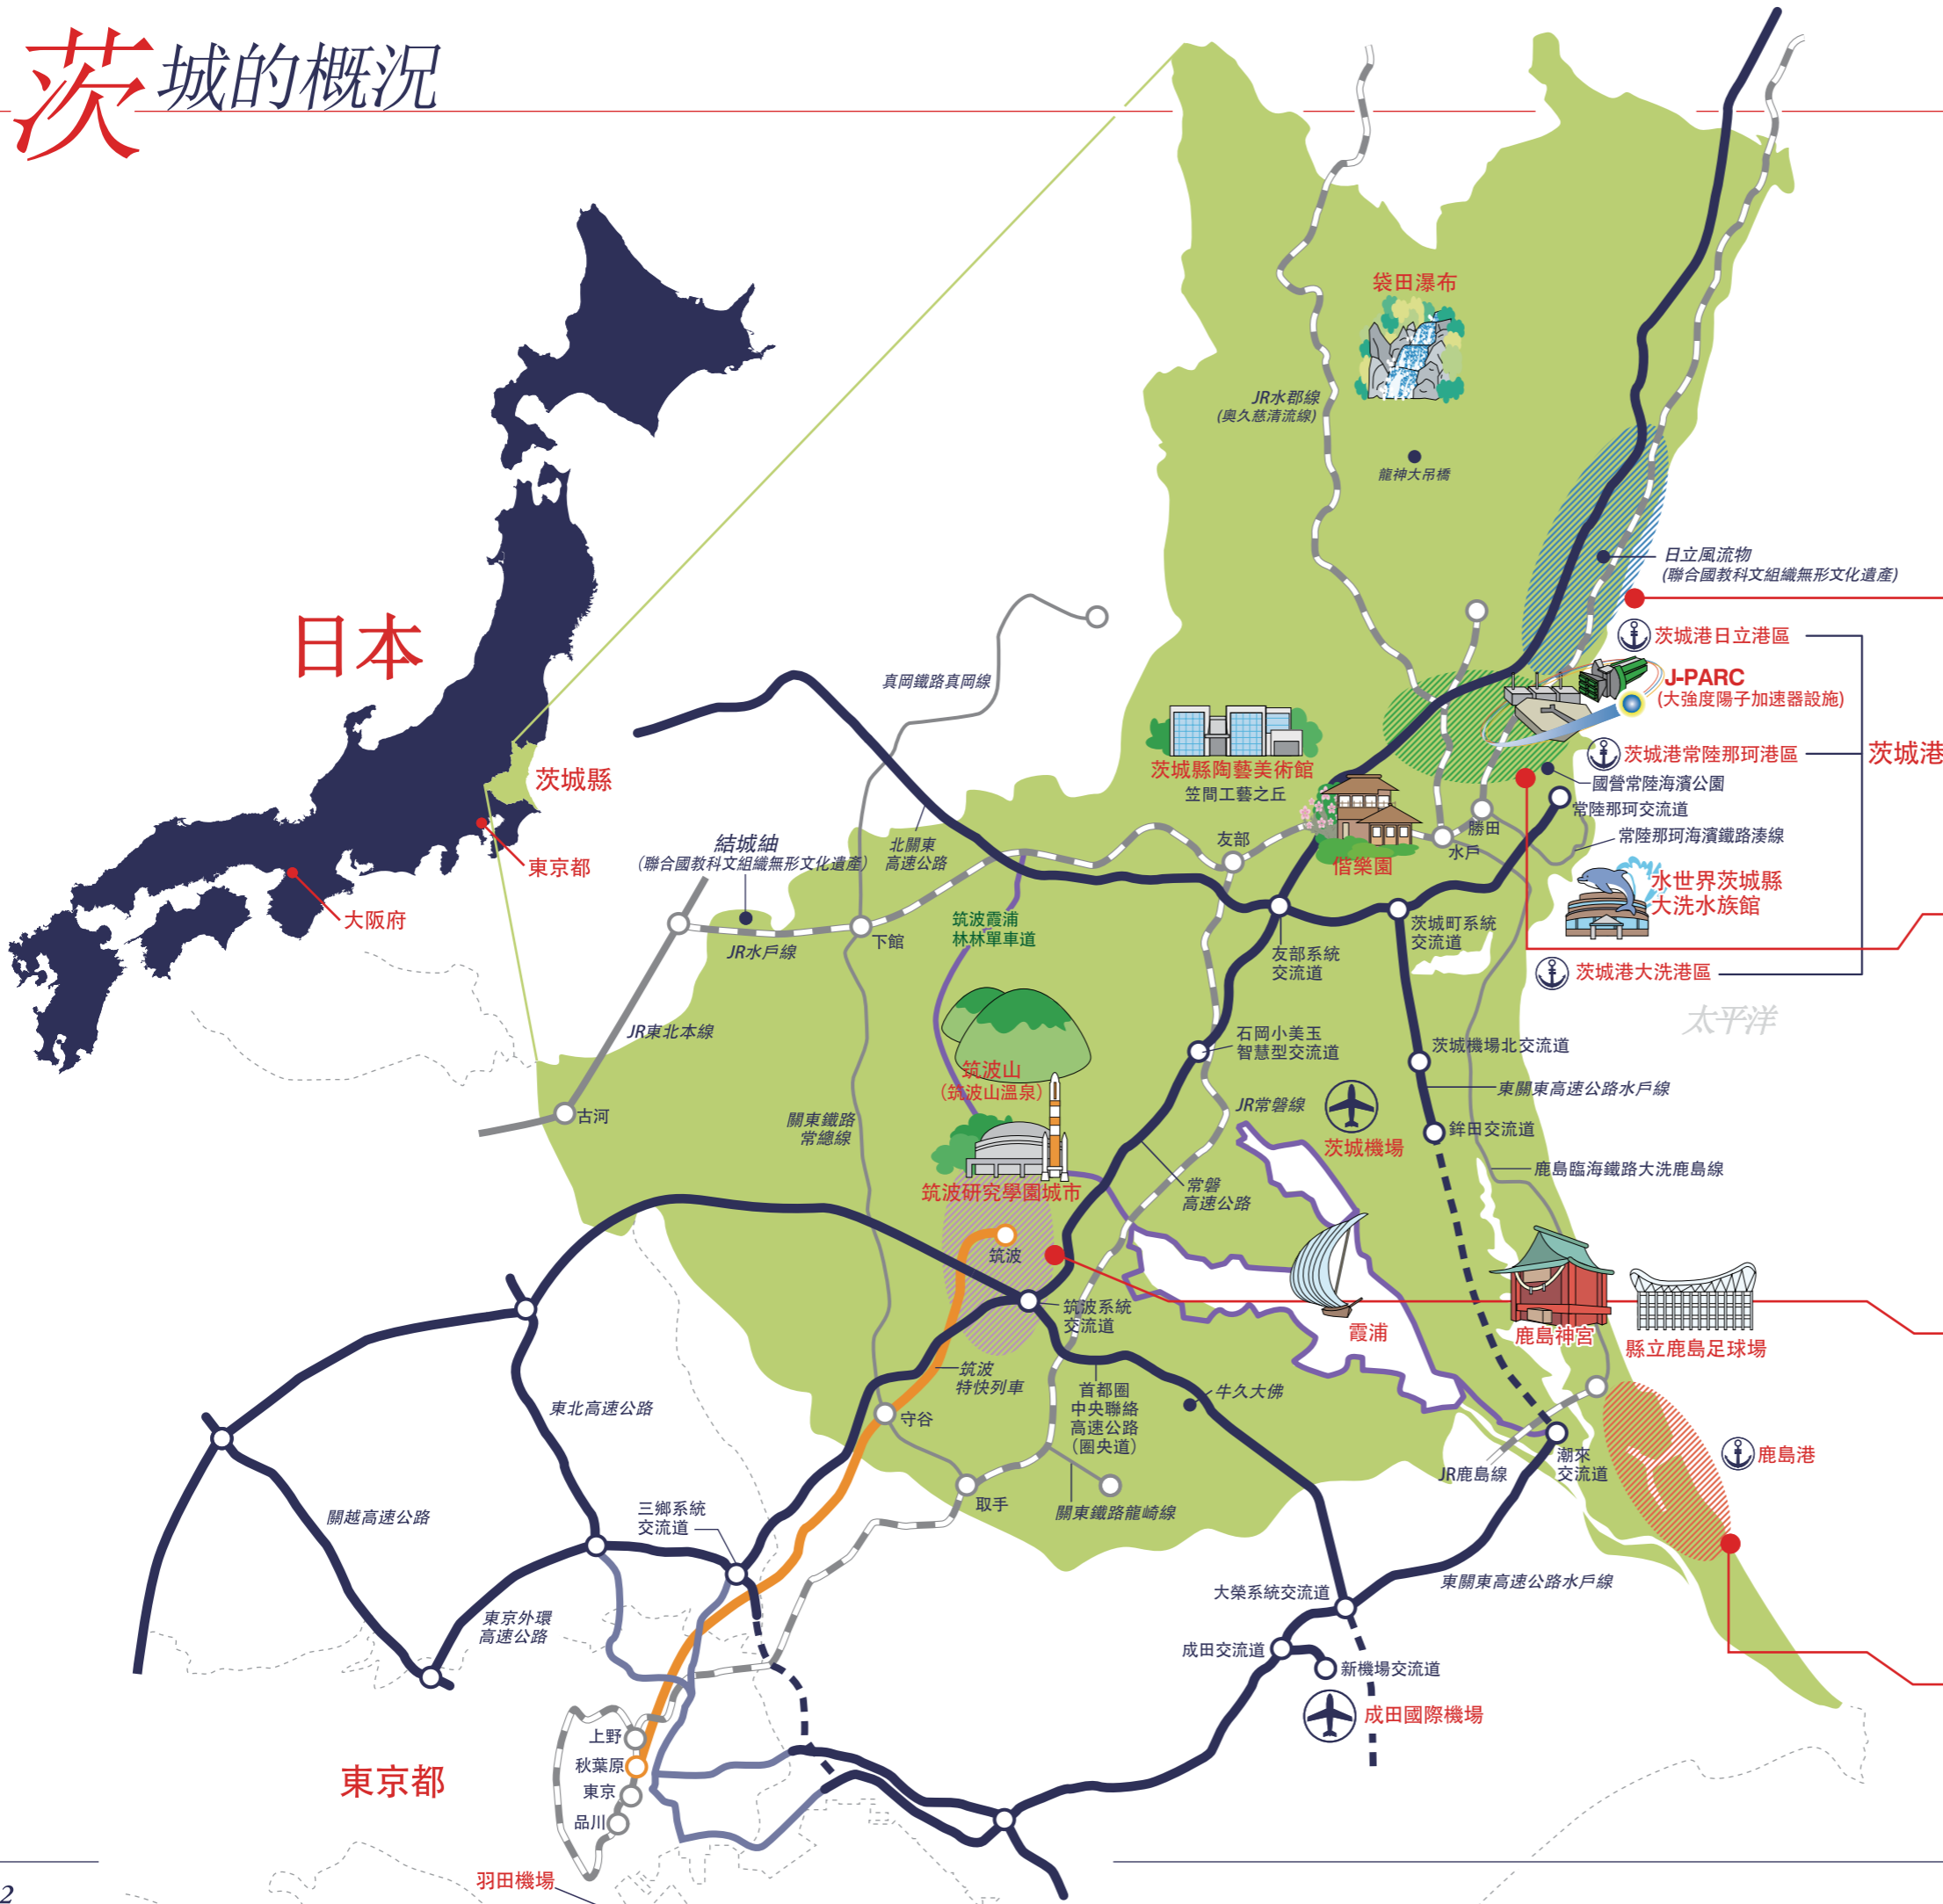 茨城的概況
日本
茨城縣
東京都
大阪府
袋田瀑布
JR水郡線
(奧久慈清流線)
龍神大吊橋
日立風流物
(聯合國教科文組織無形文化遺產)
茨城港日立港區
J-PARC
(大強度陽子加速器設施)
茨城港常陸那珂港區
茨城港
國營常陸海濱公園
常陸那珂交流道
常陸那珂海濱鐵路湊線
勝田
水戶
水世界茨城縣
大洗水族館
茨城港大洗港區
太平洋
真岡鐵路真岡線
茨城縣陶藝美術館
笠間工藝之丘
友部
偕樂園
北關東
高速公路
結城紬
(聯合國教科文組織無形文化遺產)
JR水戶線
下館
筑波霞浦
林林單車道
友部系統
交流道
茨城町系統
交流道
JR東北本線
古河
筑波山
(筑波山溫泉)
石岡小美玉
智慧型交流道
茨城機場北交流道
東關東高速公路水戶線
JR常磐線
茨城機場
鉾田交流道
關東鐵路
常總線
筑波研究學園城市
常磐
高速公路
鹿島臨海鐵路大洗鹿島線
筑波
筑波系統
交流道
霞浦
鹿島神宮
縣立鹿島足球場
筑波
特快列車
首都圈
中央聯絡
高速公路
(圈央道)
牛久大佛
東北高速公路
守谷
潮來
交流道
鹿島港
JR鹿島線
關越高速公路
三鄉系統
交流道
取手
關東鐵路龍崎線
東京外環
高速公路
大榮系統交流道
東關東高速公路水戶線
成田交流道
新機場交流道
成田國際機場
上野
秋葉原
東京
品川
東京都
羽田機場
2